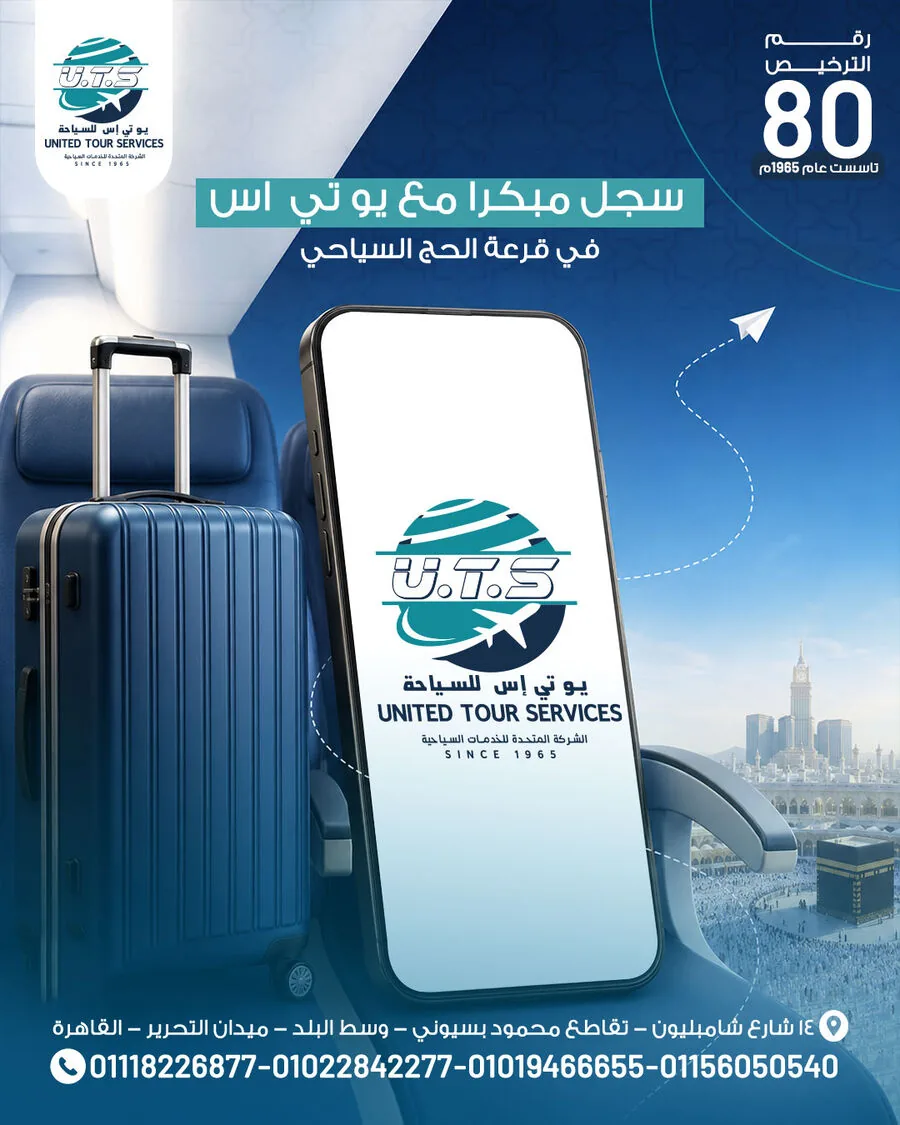 U.T.S
يو تي إس للسياحة
UNITED TOUR SERVICES
الشركة المتحدة للخدمات السياحية
SINCE 1965
رقم
الترخيص
80
تاسست عام 1965م
سجل مبكرا مع يو تي اس
في قرعة الحج السياحي
U.T.S
يو تي إس للسياحة
UNITED TOUR SERVICES
الشركة المتحدة للخدمات السياحية
SINCE 1965
١٤ شارع شامبليون – تقاطع محمود بسيوني – وسط البلد – ميدان التحرير – القاهرة
01118226877-01022842277-01019466655-01156050540